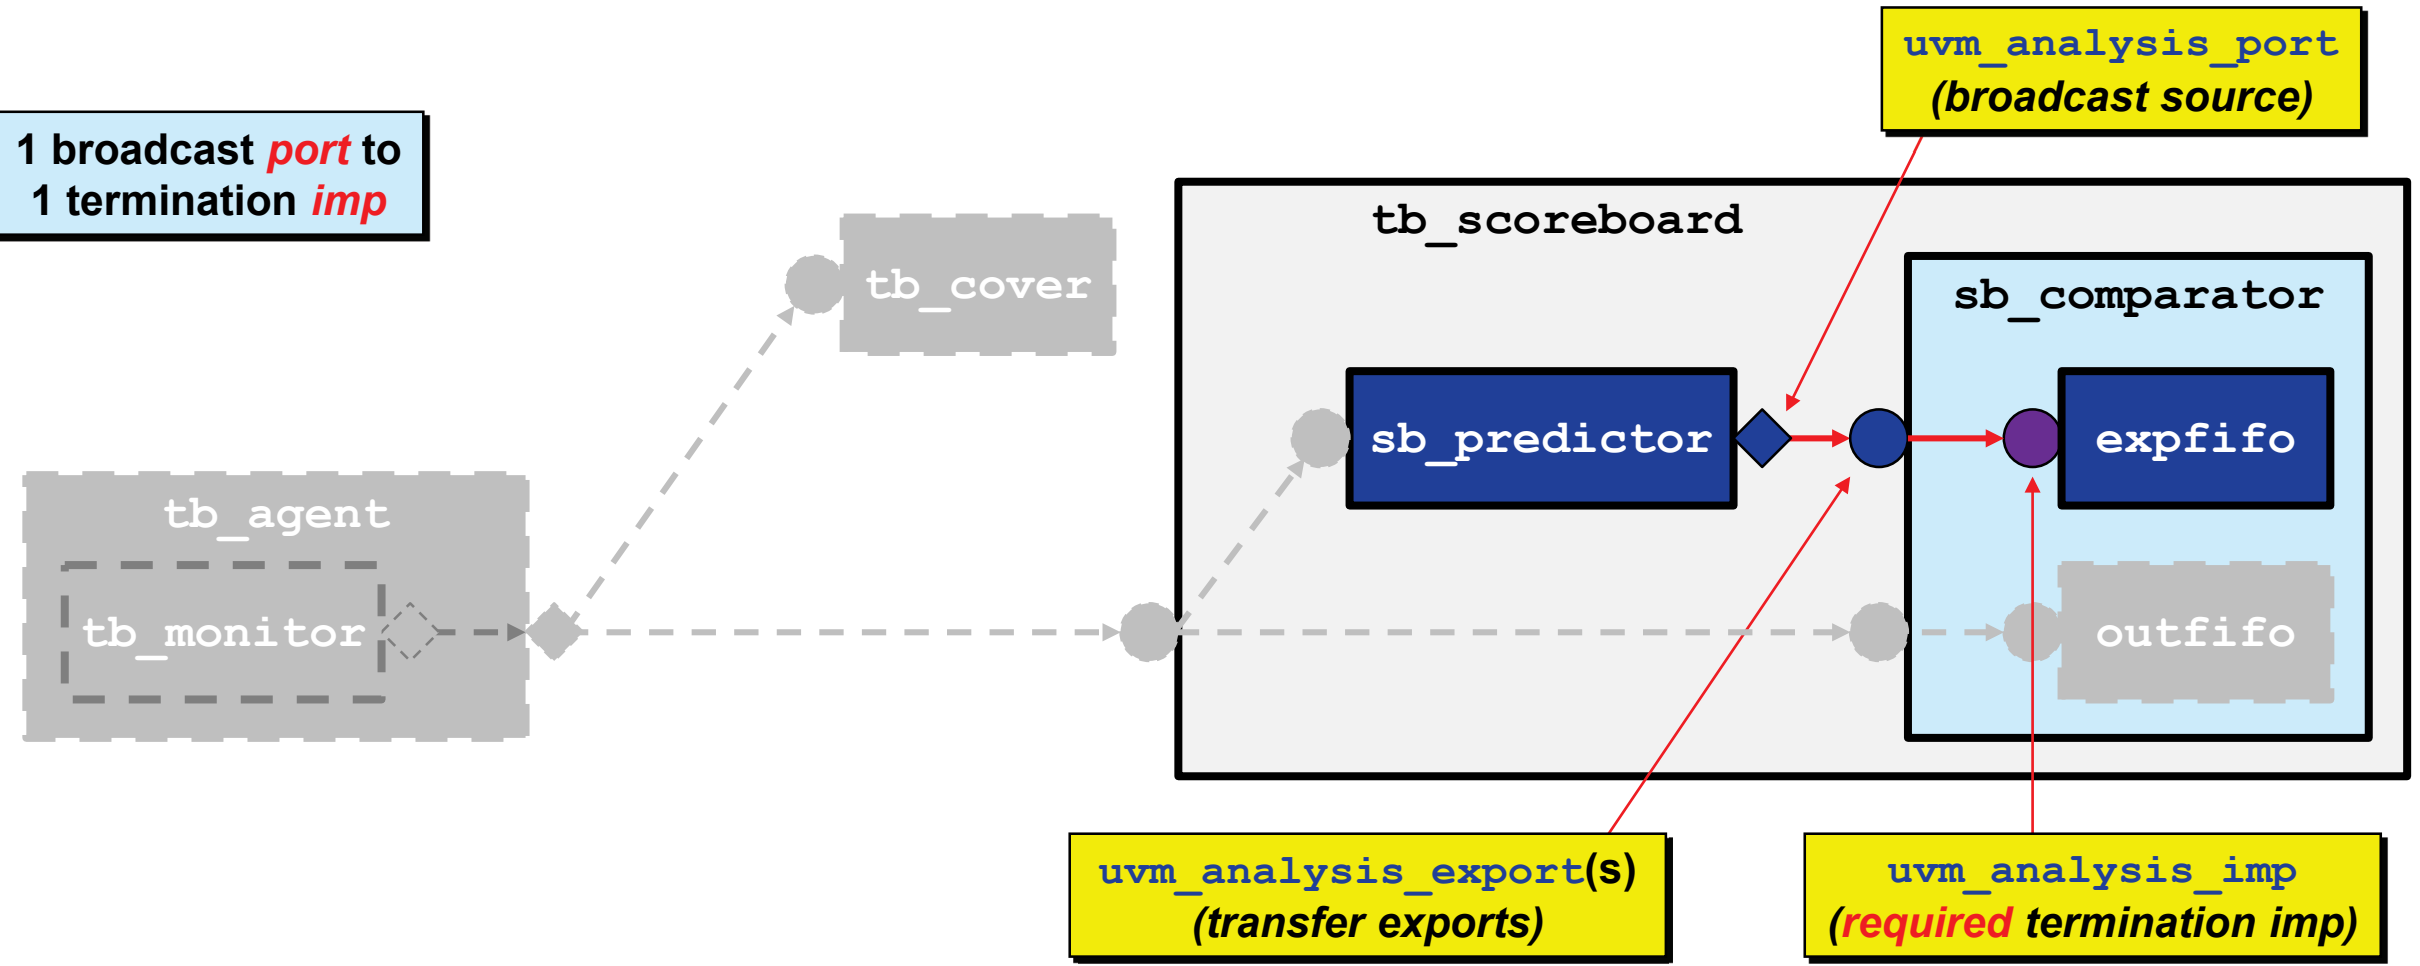 uvm_analysis_port
(broadcast source)
1 broadcast port to
1 termination imp
tb_scoreboard
tb_cover
sb_comparator
sb_predictor
expfifo
tb_agent
tb_monitor
outfifo
uvm_analysis_export(s)
(transfer exports)
uvm_analysis_imp
(required termination imp)